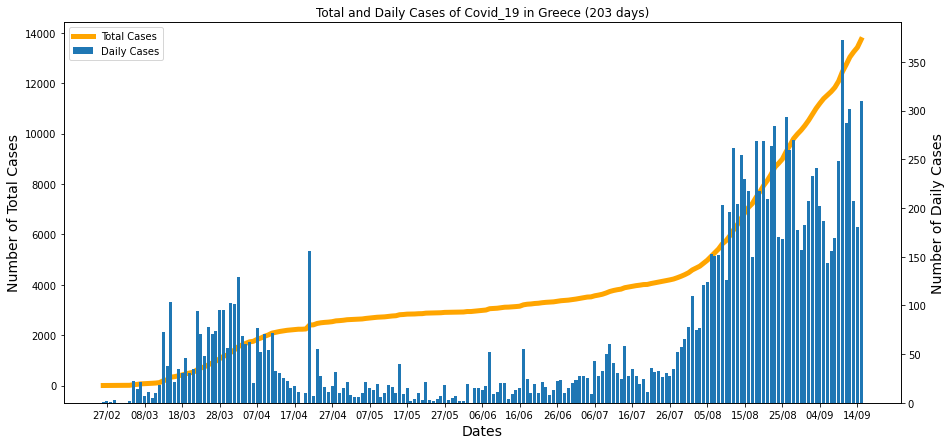 Total and Daily Cases of Covid_19 in Greece (203 days)
Total Cases
Daily Cases
14000
12000
10000
8000
6000
4000
2000
0
Number of Total Cases
350
300
250
200
150
100
50
0
Number of Daily Cases
27/02 08/03 18/03 28/03 07/04 17/04 27/04 07/05 17/05 27/05 06/06 16/06 26/06 06/07 16/07 26/07 05/08 15/08 25/08 04/09 14/09
Dates